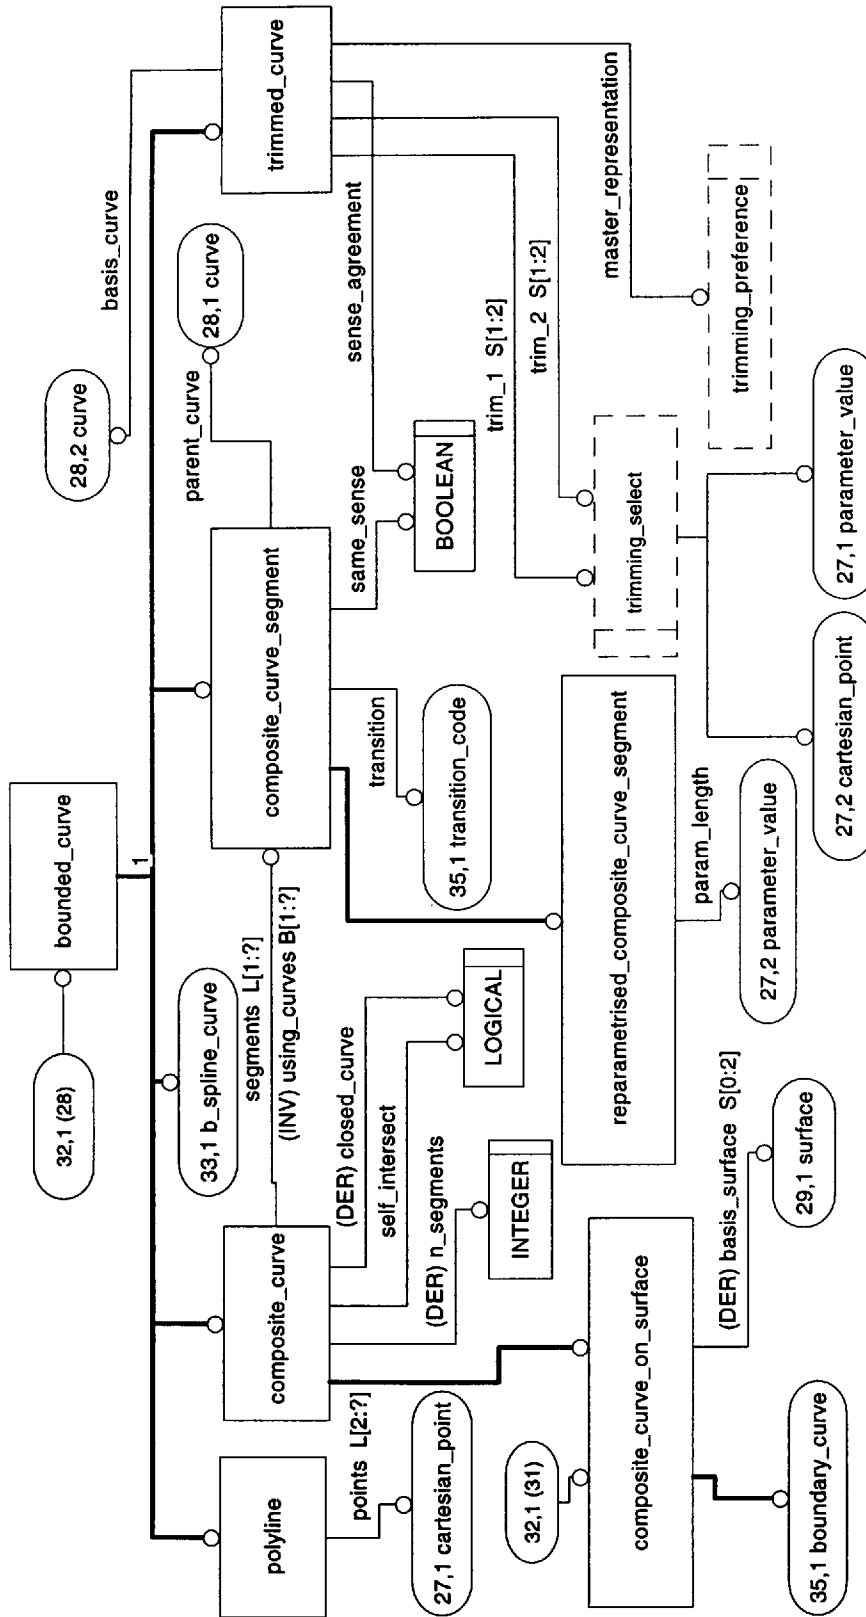 32,1 (28)
bounded_curve
1
28,2 curve
basis_curve
33,1 b_spline_curve
segments L[1:?]
(INV) using_curves B[1:?]
parent_curve
28,1 curve
polyline
composite_curve
composite_curve_segment
trimmed_curve
points L[2:?]
27,1 cartesian_point
(DER) closed_curve
self_intersect
(DER) n_segments
INTEGER
LOGICAL
transition
35,1 transition_code
same_sense
BOOLEAN
sense_agreement
trim_1 S[1:2]
trim_2 S[1:2]
master_representation
32,1 (31)
composite_curve_on_surface
reparametrised_composite_curve_segment
trimming_select
trimming_preference
(DER) basis_surface S[0:2]
29,1 surface
35,1 boundary_curve
param_length
27,2 parameter_value
27,2 cartesian_point
27,1 parameter_value